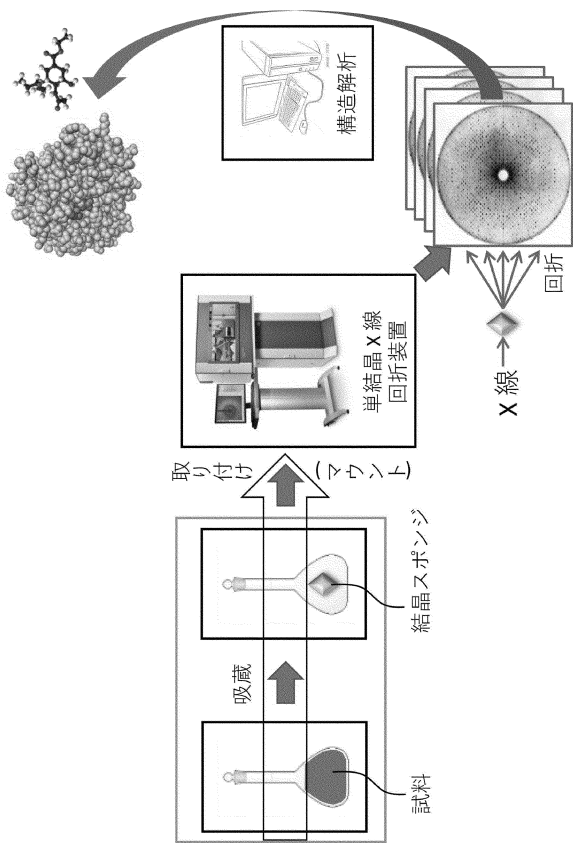 試料
吸蔵
結晶スポンジ
取り付け
(マウント)
単結晶X線
回折装置
X線
回折
構造解析